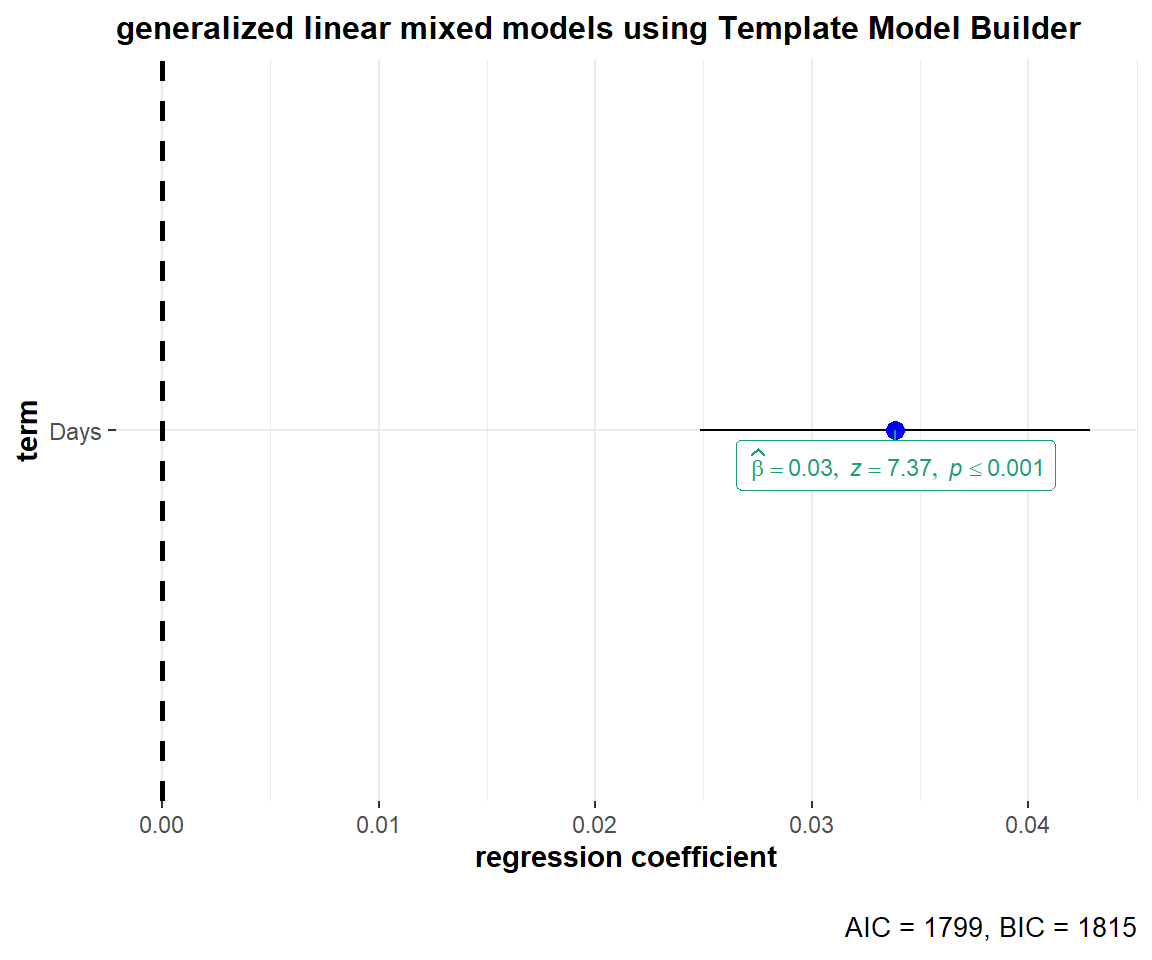 generalized linear mixed models using Template Model Builder
term
Days
β̂ = 0.03, z = 7.37, p ≤ 0.001
0.00 0.01 0.02 0.03 0.04
regression coefficient
AIC = 1799, BIC = 1815